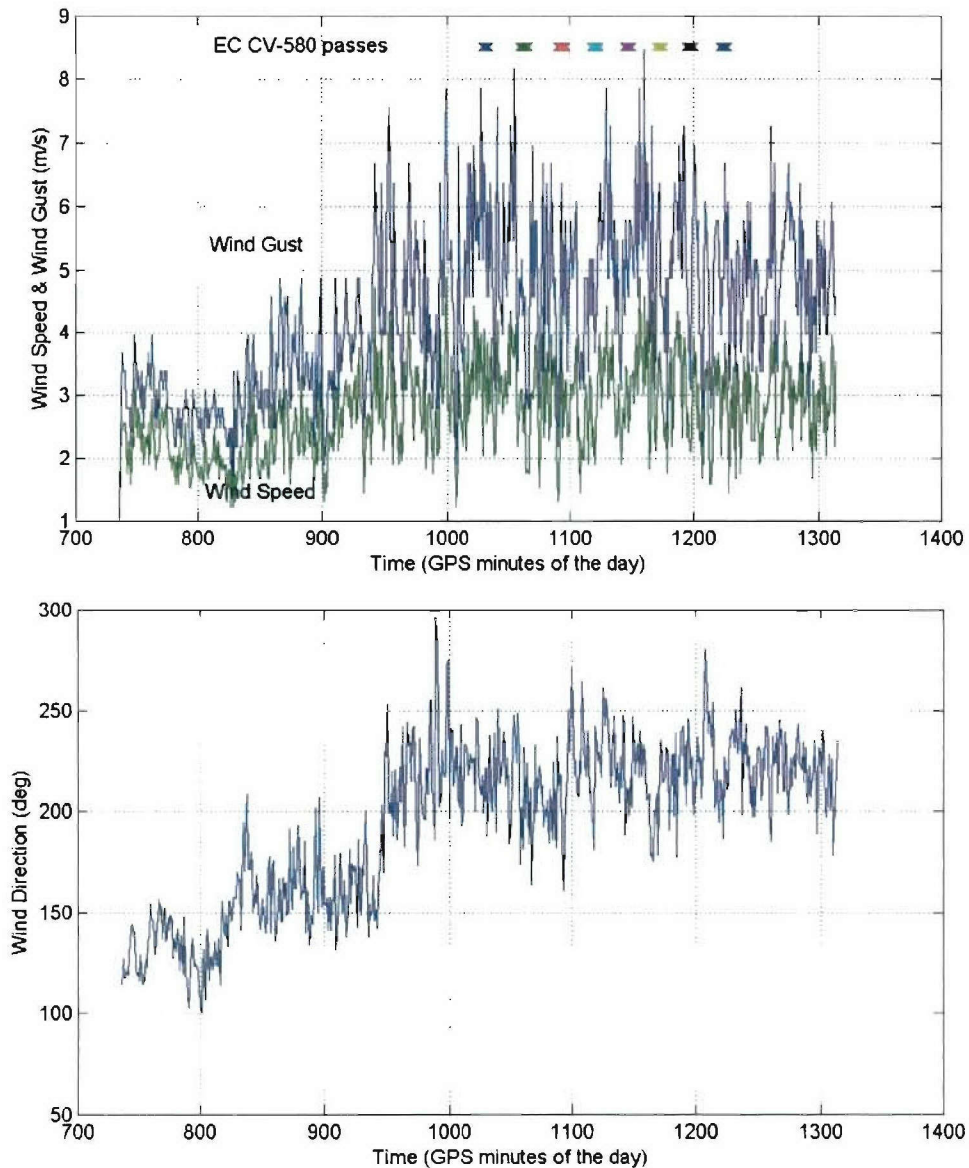 9
EC CV-580 passes
8
7
6
Wind Gust
5
4
3
2
Wind Speed
1
Wind Speed & Wind Gust (m/s)
700 800 900 1000 1100 1200 1300 1400
Time (GPS minutes of the day)
300
250
200
150
100
50
Wind Direction (deg)
700 800 900 1000 1100 1200 1300 1400
Time (GPS minutes of the day)